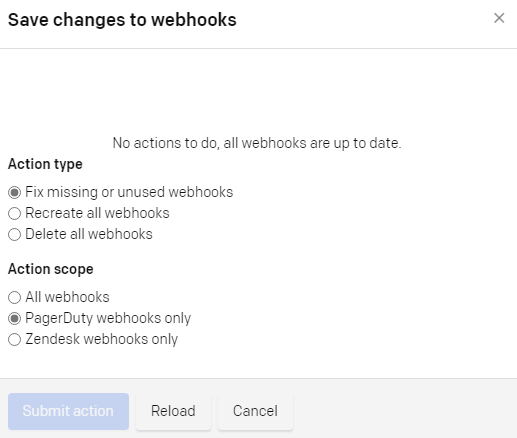 Save changes to webhooks
No actions to do, all webhooks are up to date.
Action type
Fix missing or unused webhooks
Recreate all webhooks
Delete all webhooks
Action scope
All webhooks
PagerDuty webhooks only
Zendesk webhooks only
Submit action Reload Cancel